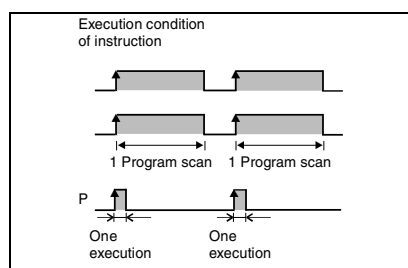 Execution condition
of instruction
1 Program scan 1 Program scan
P
One One
execution execution